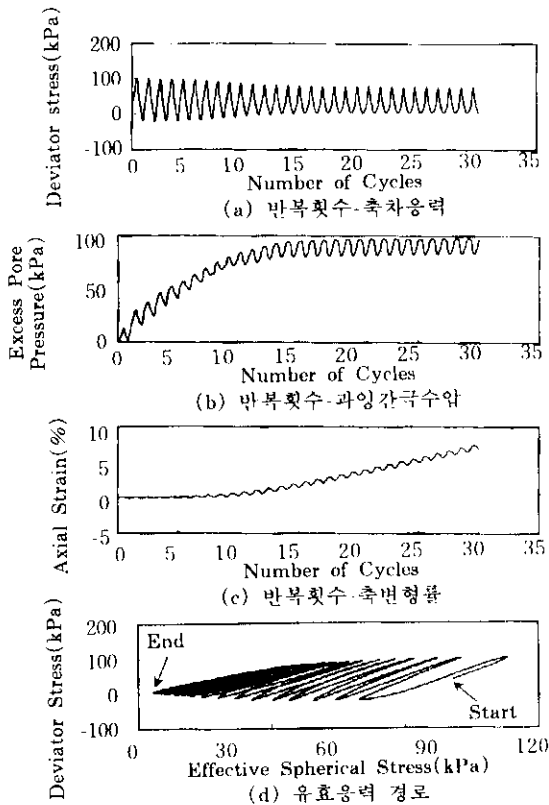 Deviator stress(kPa)
200
100
0
-100
0 5 10 15 20 25 30 35
Number of Cycles
(a) 반복횟수-축차응력
Excess Pore
Pressure(kPa)
100
50
0
0 5 10 15 20 25 30 35
Number of Cycles
(b) 반복횟수-과잉간극수압
Axial Strain(%)
10
5
0
-5
0 5 10 15 20 25 30 35
Number of Cycles
(c) 반복횟수-축변형률
Deviator Stress(kPa)
200
100
0
-100
End
Start
0 30 60 90 120
Effective Spherical Stress(kPa)
(d) 유효응력 경로